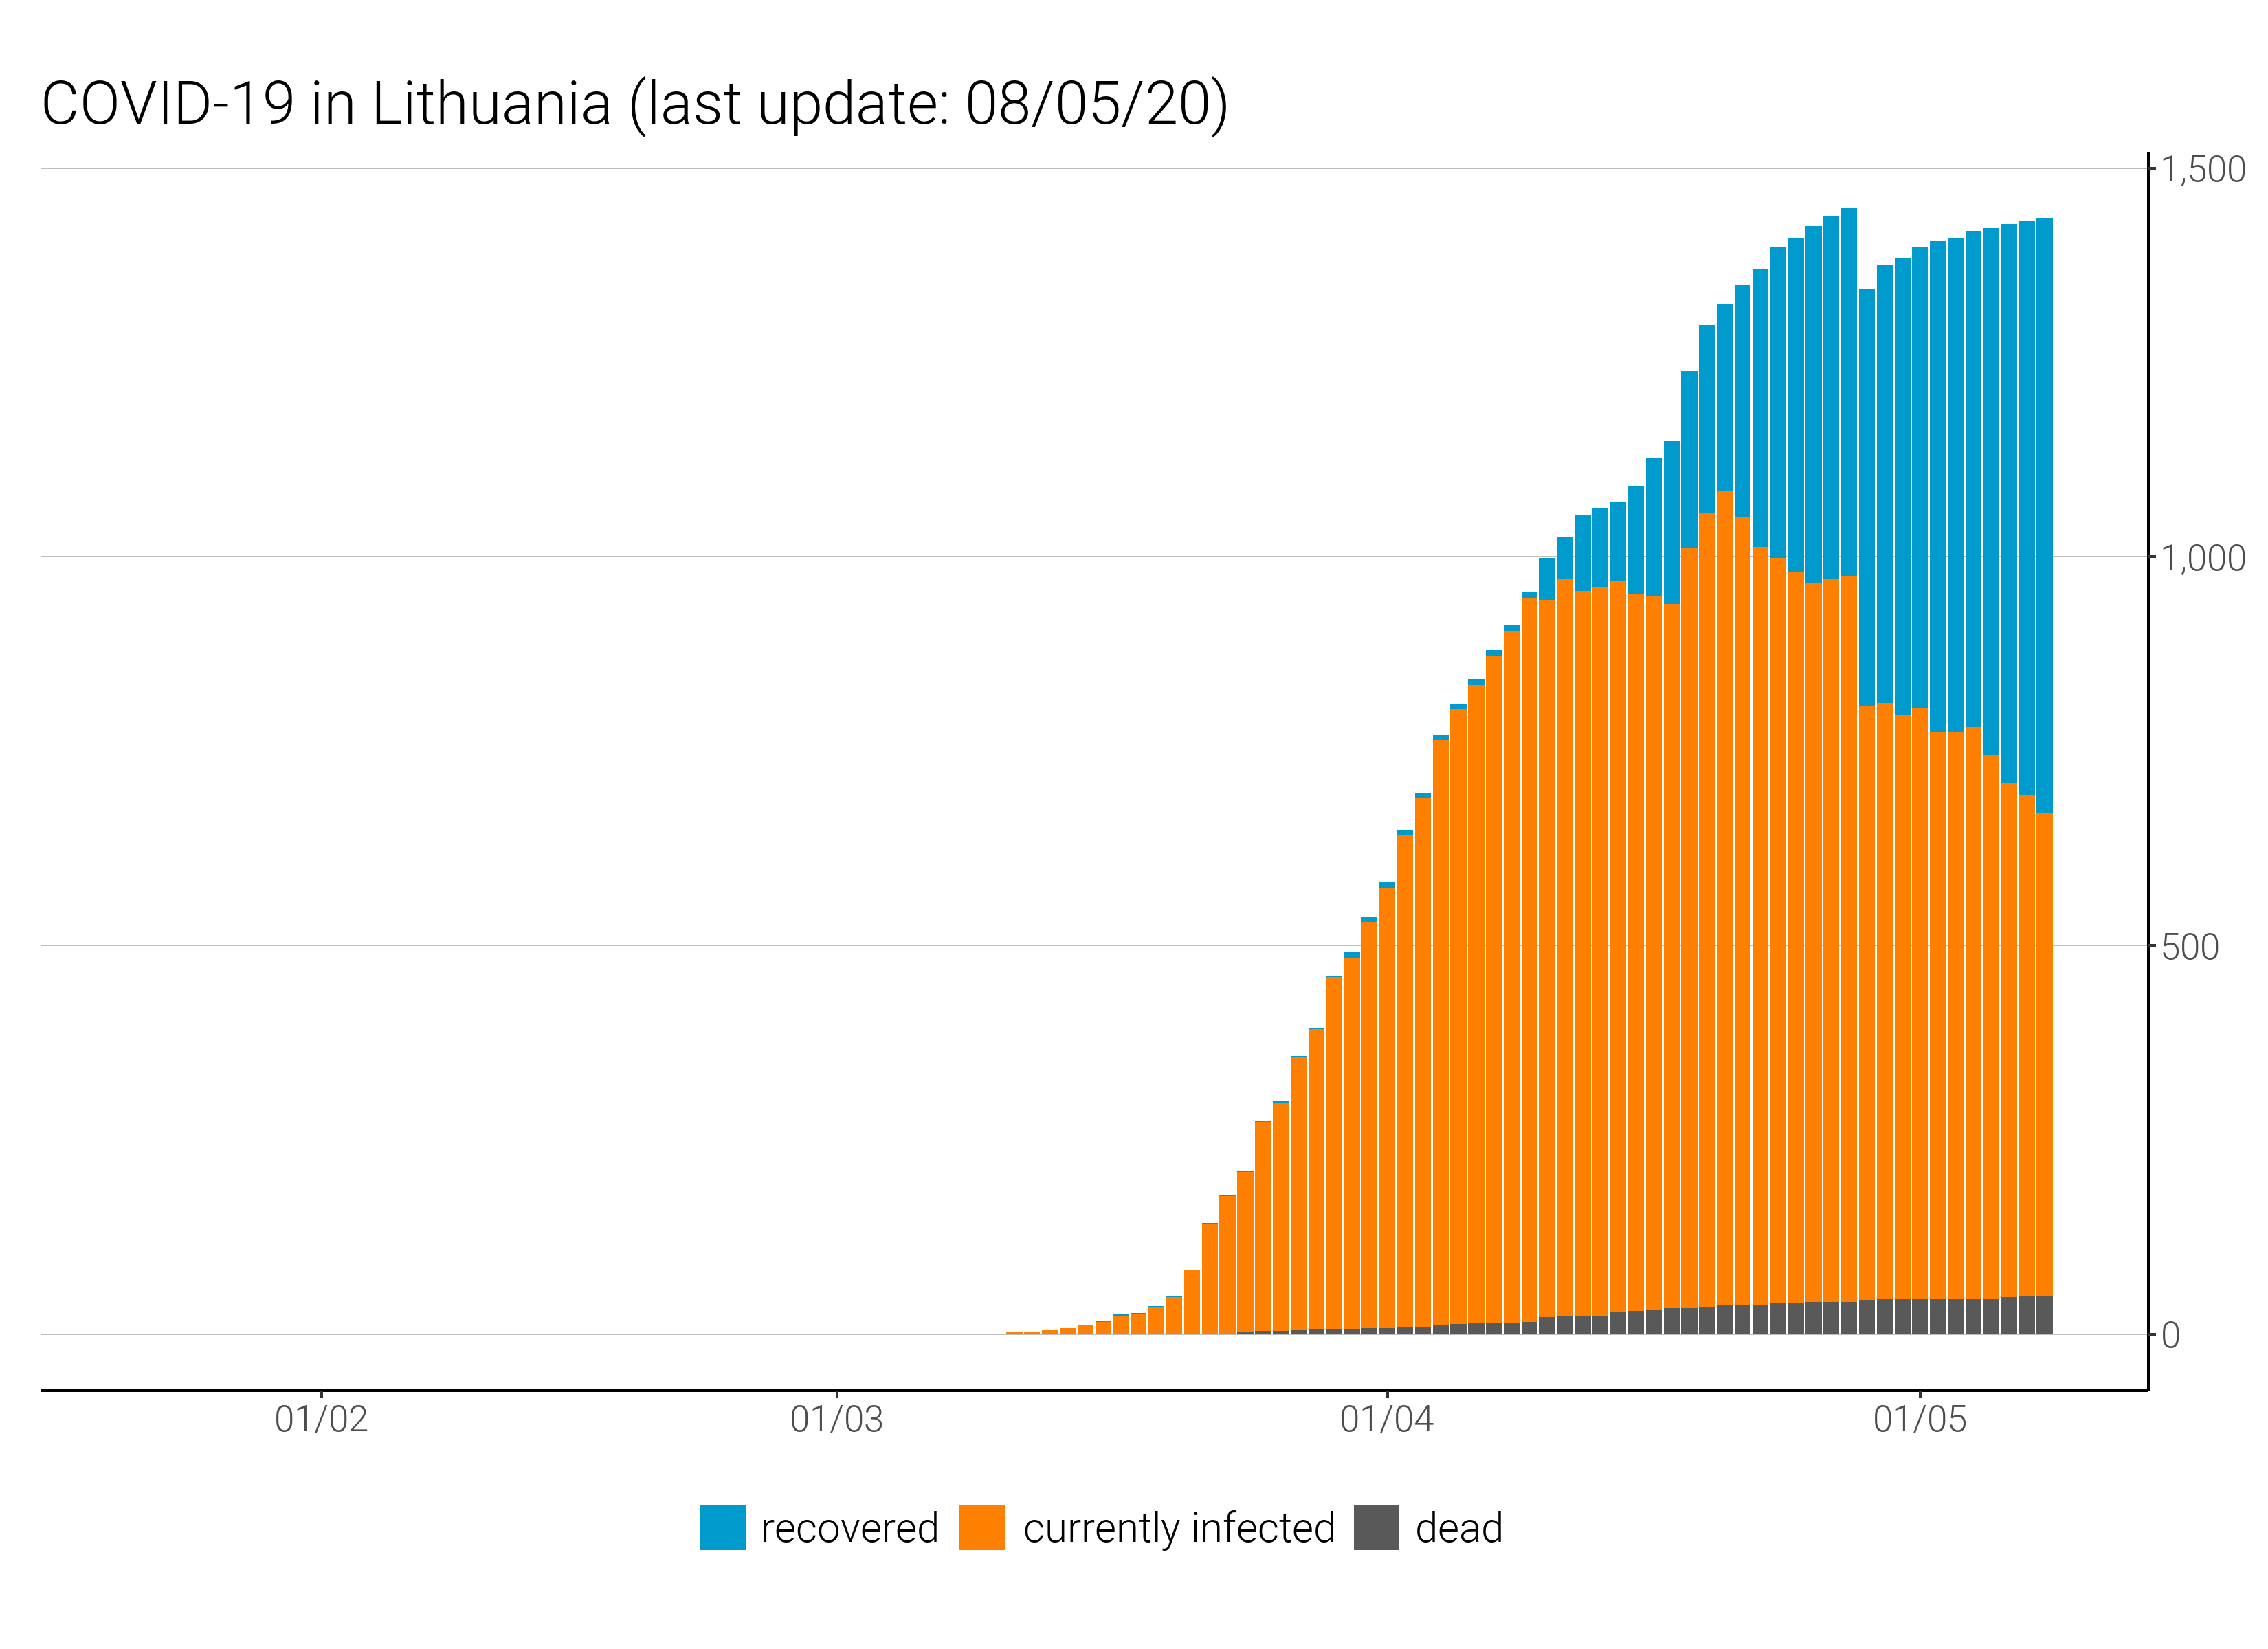 COVID-19 in Lithuania (last update: 08/05/20)
1,500
1,000
500
0
01/02 01/03 01/04 01/05
recovered currently infected dead